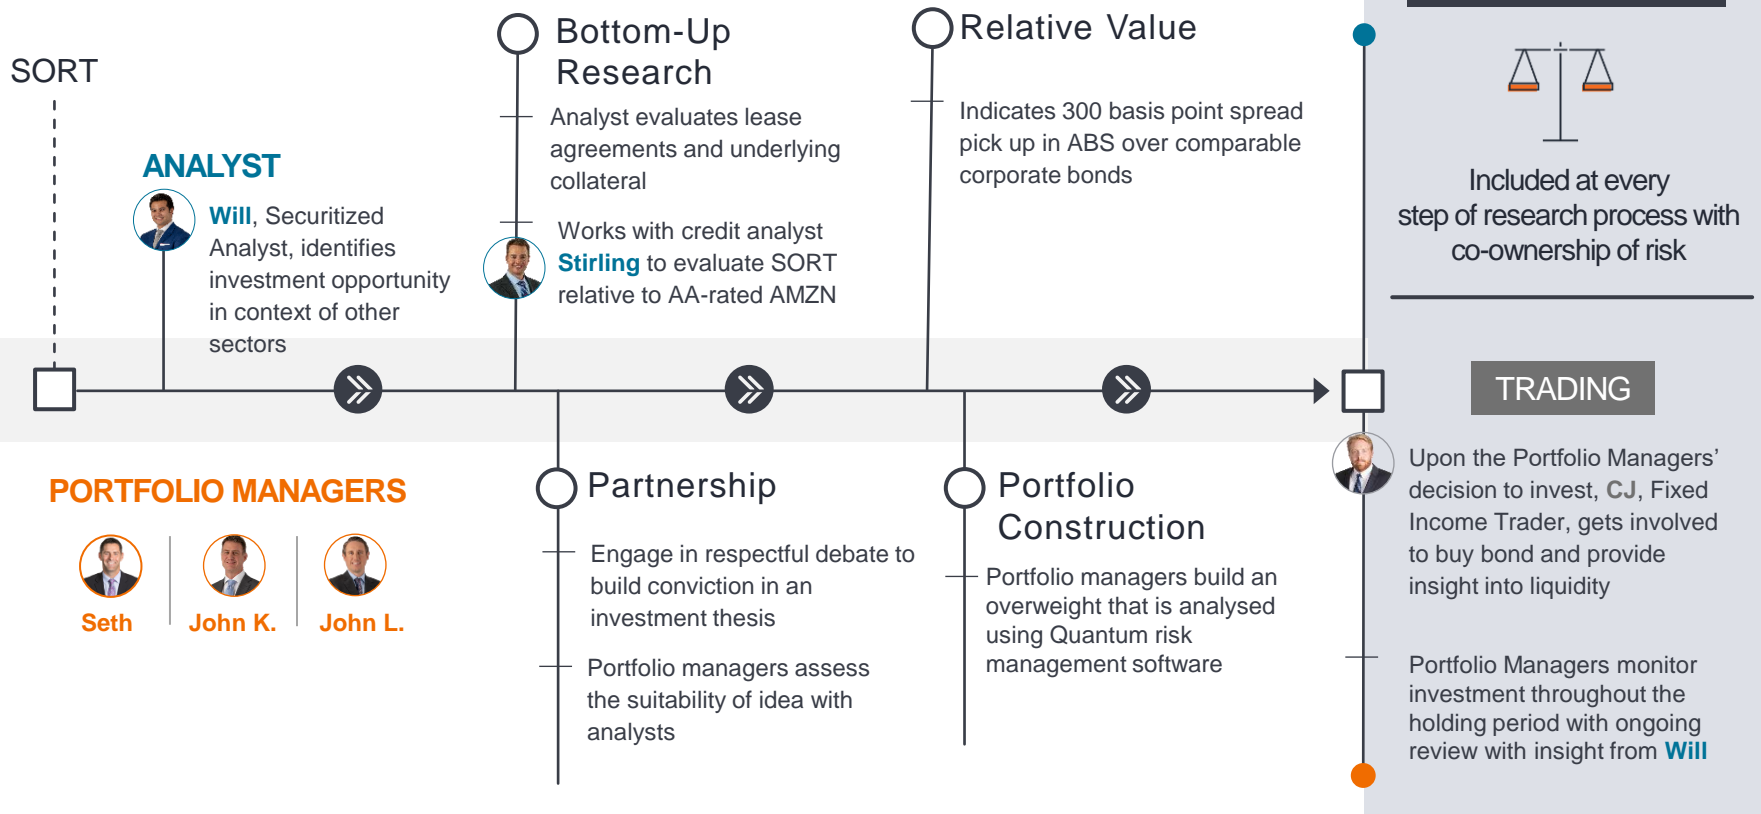 SORT
ANALYST
Will, Securitized
Analyst, identifies
investment opportunity
in context of other
sectors
Bottom-Up
Research
Analyst evaluates lease
agreements and underlying
collateral
Works with credit analyst
Stirling to evaluate SORT
relative to AA-rated AMZN
Relative Value
Indicates 300 basis point spread
pick up in ABS over comparable
corporate bonds
PORTFOLIO MANAGERS
Seth
John K.
John L.
Partnership
Engage in respectful debate to
build conviction in an
investment thesis
Portfolio managers assess
the suitability of idea with
analysts
Portfolio
Construction
Portfolio managers build an
overweight that is analysed
using Quantum risk
management software
Included at every
step of research process with
co-ownership of risk
TRADING
Upon the Portfolio Managers’
decision to invest, CJ, Fixed
Income Trader, gets involved
to buy bond and provide
insight into liquidity
Portfolio Managers monitor
investment throughout the
holding period with ongoing
review with insight from Will